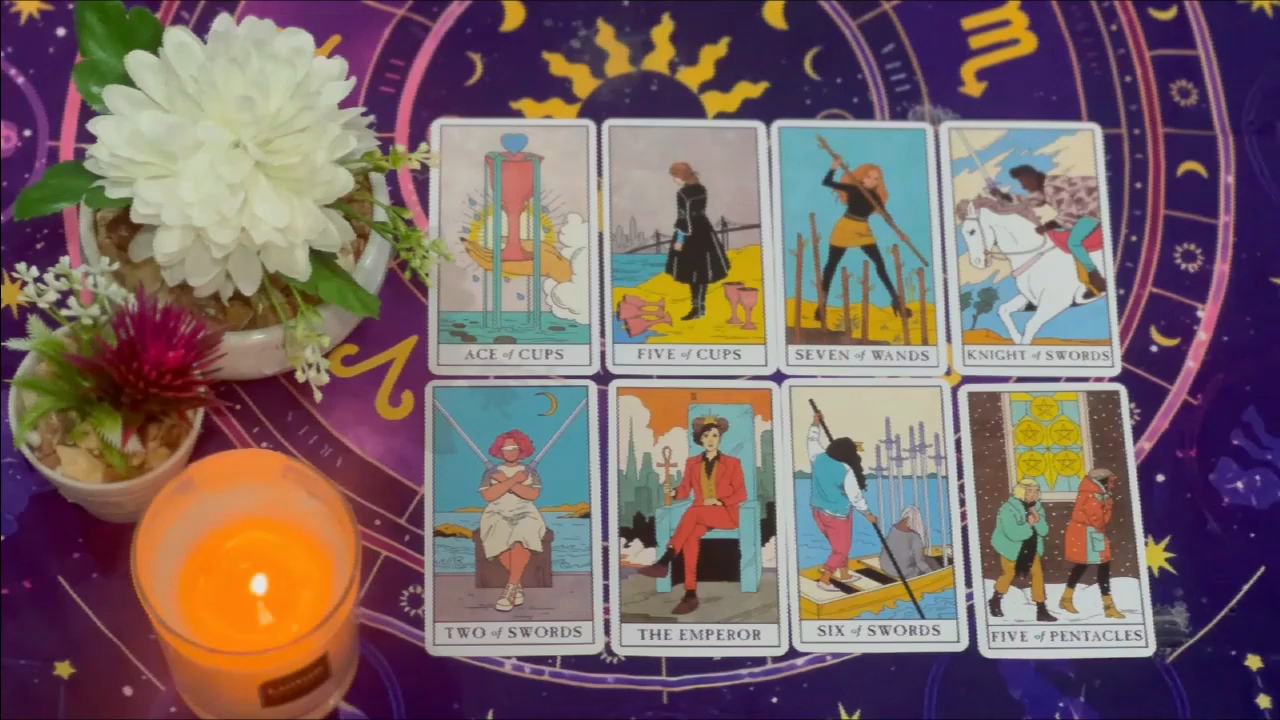 ACE of CUPS
FIVE of CUPS
SEVEN of WANDS
KNIGHT of SWORDS
TWO of SWORDS
THE EMPEROR
SIX of SWORDS
FIVE of PENTACLES